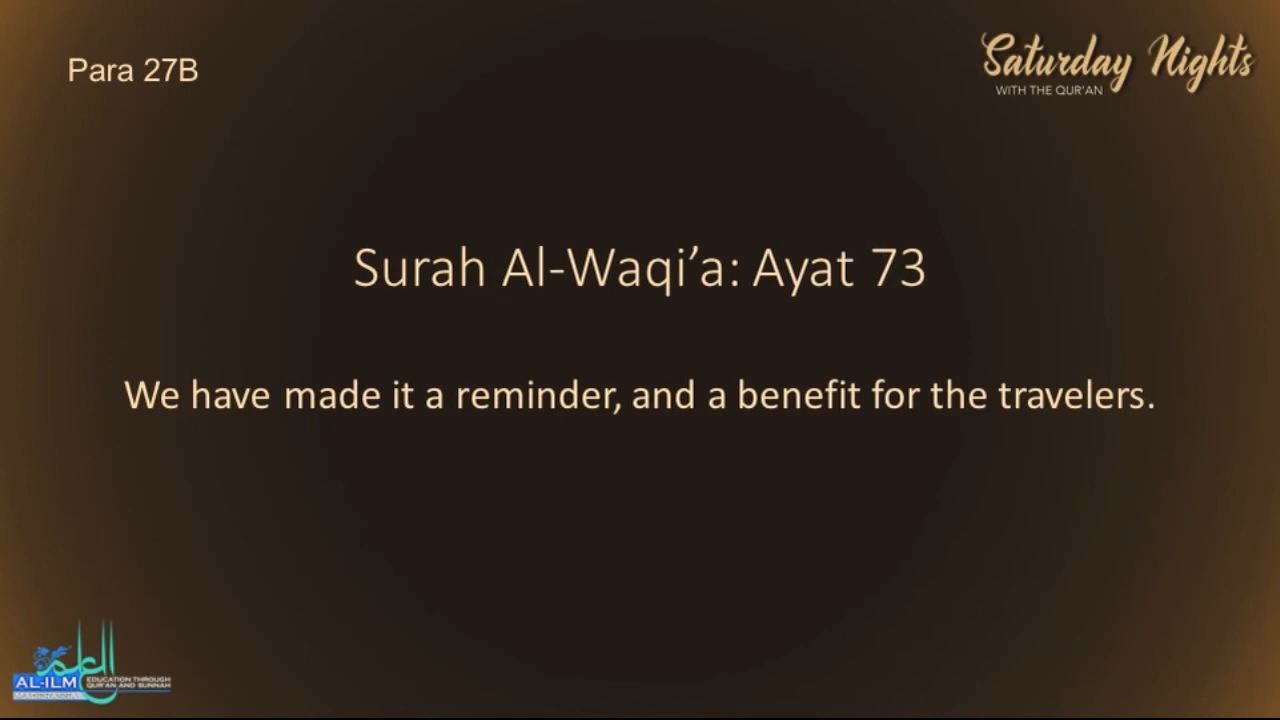 Para 27B
Saturday Nights
WITH THE QUR'AN
Surah Al-Waqi’a: Ayat 73
We have made it a reminder, and a benefit for the travelers.
العلم
AL-ILM
EDUCATION THROUGH
QUR'AN AND SUNNAH